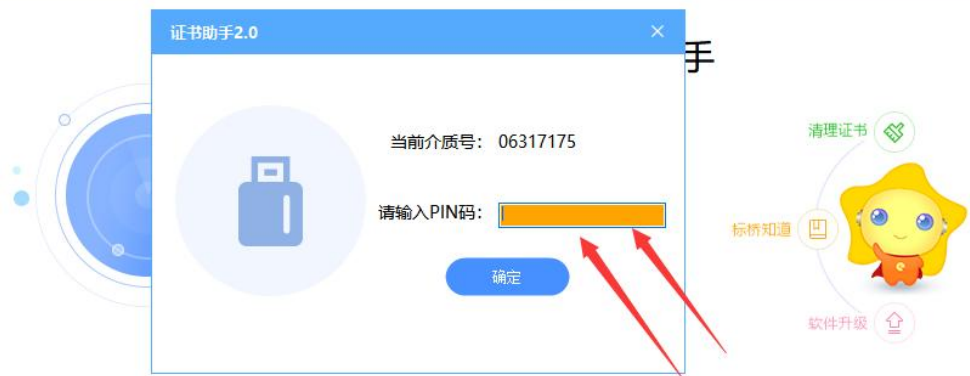 证书助手2.0
手
当前介质号： 06317175
请输入PIN码：
确定
清理证书
标桥知道
软件升级